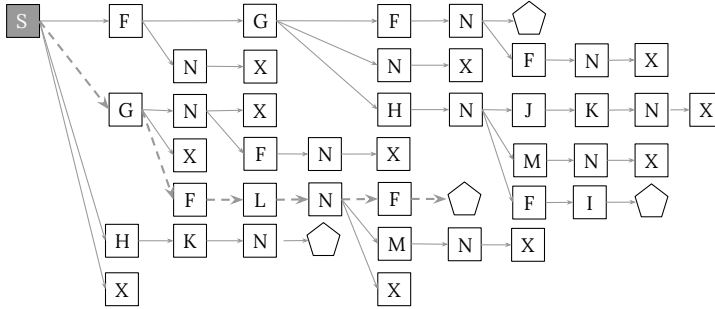 S F G F N
N X N X F N X
G N X H N J K N X
X F N X M N X
F L N F F I
H K N M N X
X X